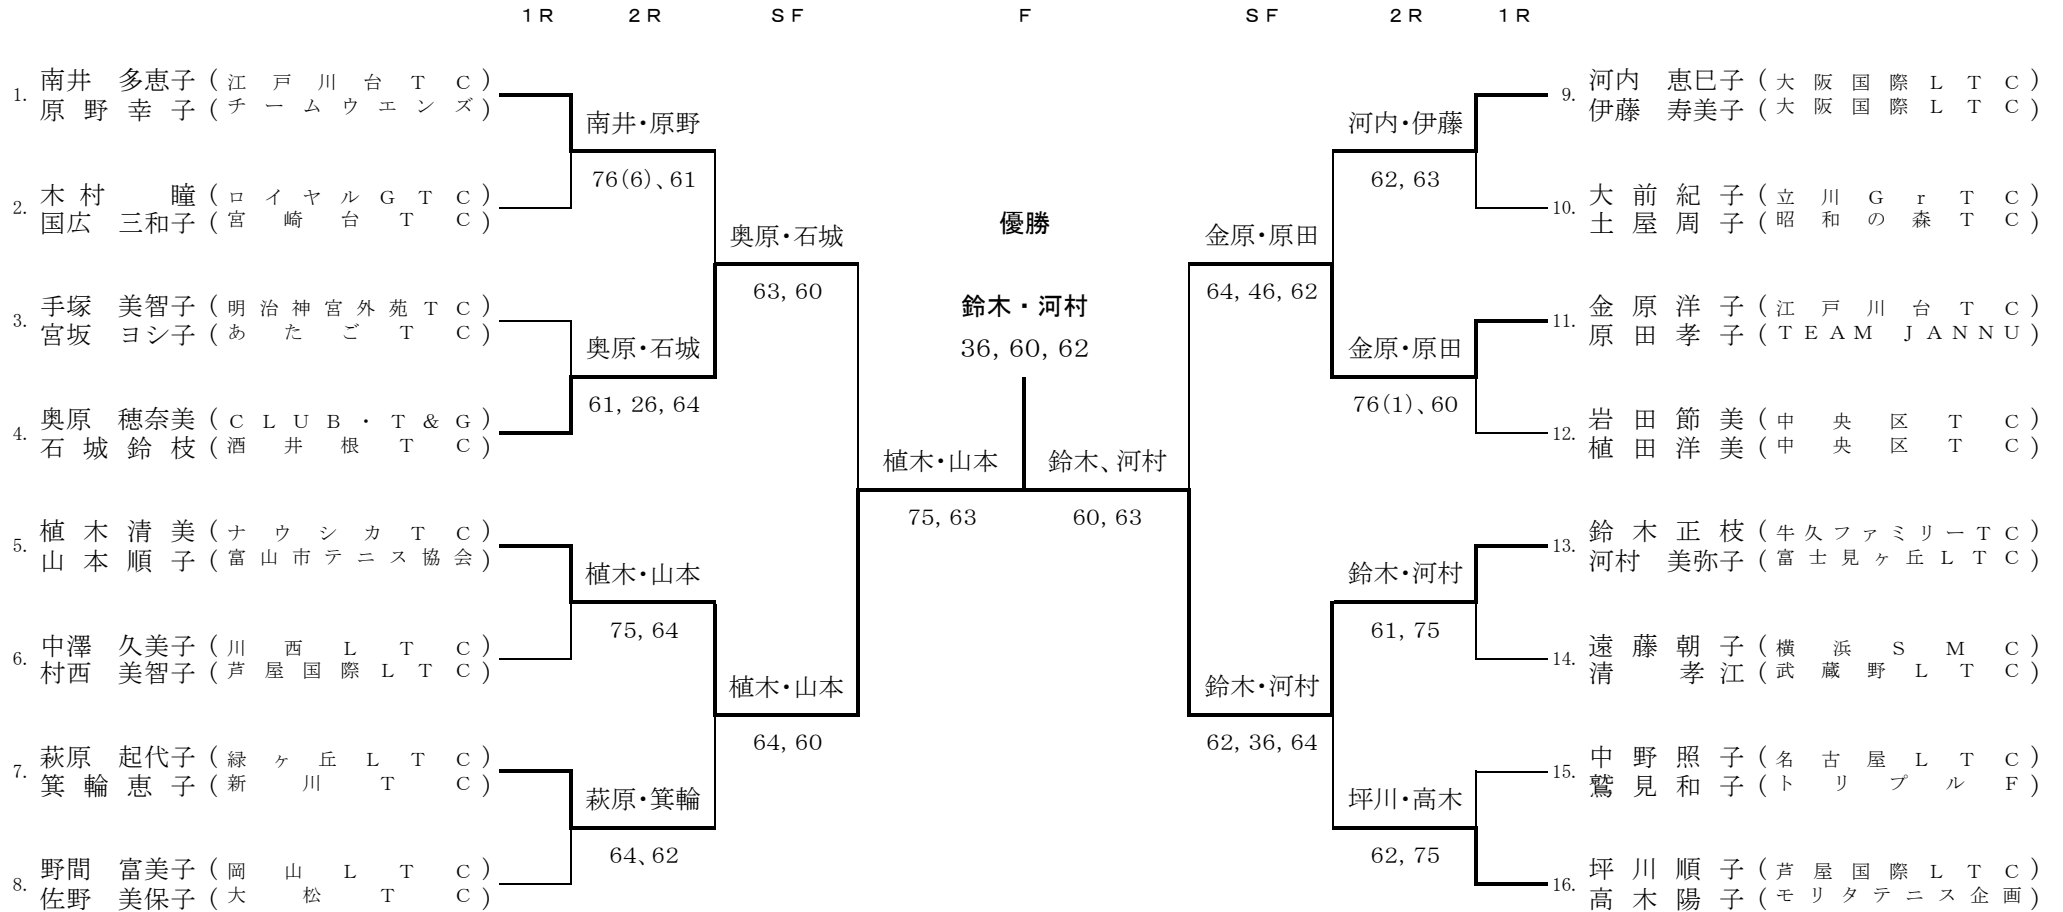 1R 2R SF F SF 2R 1R
1. 南井 多恵子 (江戸川台TC)
原野幸子 (チームウエンズ)
南井・原野
76(6)、61
2. 木村 瞳 (ロイヤルGTC)
国広 三和子 (宮崎台TC)
奥原・石城
63, 60
3. 手塚 美智子 (明治神宮外苑TC)
宮坂 ヨシ子 (あたごTC)
奥原・石城
61, 26, 64
4. 奥原 穂奈美 (CLUB・T&G)
石城鈴枝 (酒井根TC)
植木・山本
75, 63
5. 植木清美 (ナウシカTC)
山本順子 (富山市テニス協会)
植木・山本
75, 64
6. 中澤 久美子 (川西LTC)
村西 美智子 (芦屋国際LTC)
植木・山本
64, 60
7. 萩原 起代子 (緑ヶ丘LTC)
箕輪恵子 (新川TC)
萩原・箕輪
64、62
8. 野間 富美子 (岡山LTC)
佐野 美保子 (大松TC)
優勝
鈴木・河村
36, 60, 62
9. 河内 恵巳子 (大阪国際LTC)
伊藤 寿美子 (大阪国際LTC)
河内・伊藤
62, 63
10. 大前紀子 (立川GrTC)
土屋周子 (昭和の森TC)
金原・原田
64, 46, 62
11. 金原洋子 (江戸川台TC)
原田孝子 (TEAM JANNU)
金原・原田
76(1)、60
12. 岩田節美 (中央区TC)
植田洋美 (中央区TC)
鈴木、河村
60, 63
13. 鈴木正枝 (牛久ファミリーTC)
河村 美弥子 (富士見ヶ丘LTC)
鈴木・河村
61, 75
14. 遠藤朝子 (横浜SMC)
清 孝江 (武蔵野LTC)
鈴木・河村
62, 36, 64
15. 中野照子 (名古屋LTC)
鷲見和子 (トリプルF)
坪川・高木
62, 75
16. 坪川順子 (芦屋国際LTC)
高木陽子 (モリタテニス企画)